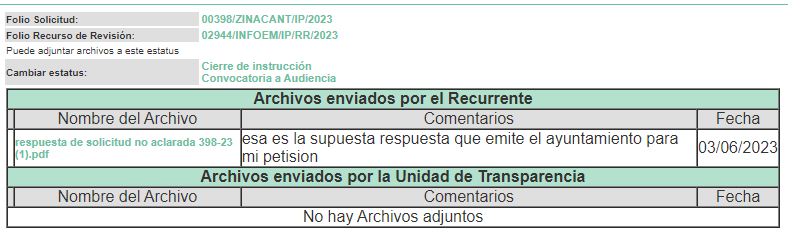 Folio Solicitud: 00398/ZINACANT/IP/2023
Folio Recurso de Revisión: 02944/INFOEM/IP/RR/2023
Puede adjuntar archivos a este estatus
Cambiar estatus: Cierre de instrucción
Convocatoria a Audiencia
Archivos enviados por el Recurrente
Nombre del Archivo Comentarios Fecha
respuesta de solicitud no aclarada 398-23 (1).pdf
esa es la supuesta respuesta que emite el ayuntamiento para
mi petision
03/06/2023
Archivos enviados por la Unidad de Transparencia
Nombre del Archivo Comentarios Fecha
No hay Archivos adjuntos